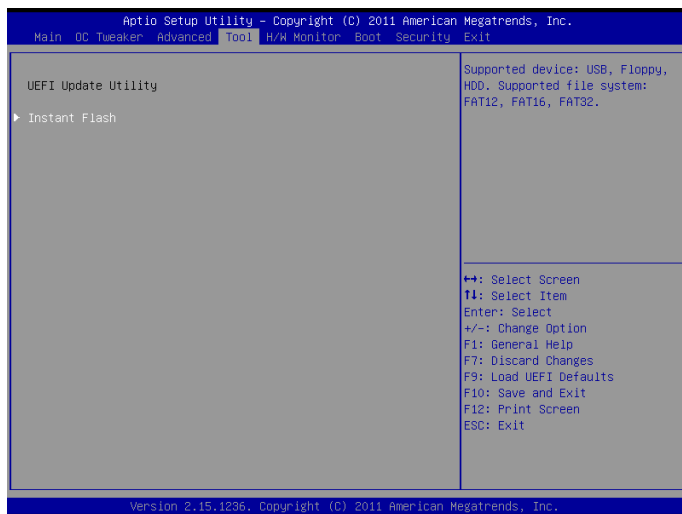 Aptio Setup Utility – Copyright (C) 2011 American Megatrends, Inc.
Main OC Tweaker Advanced Tool H/W Monitor Boot Security Exit
UEFI Update Utility
Instant Flash
Supported device: USB, Floppy,
HDD. Supported file system:
FAT12, FAT16, FAT32.
↔: Select Screen
↑↓: Select Item
Enter: Select
+/-: Change Option
F1: General Help
F7: Discard Changes
F9: Load UEFI Defaults
F10: Save and Exit
F12: Print Screen
ESC: Exit
Version 2.15.1236. Copyright (C) 2011 American Megatrends, Inc.